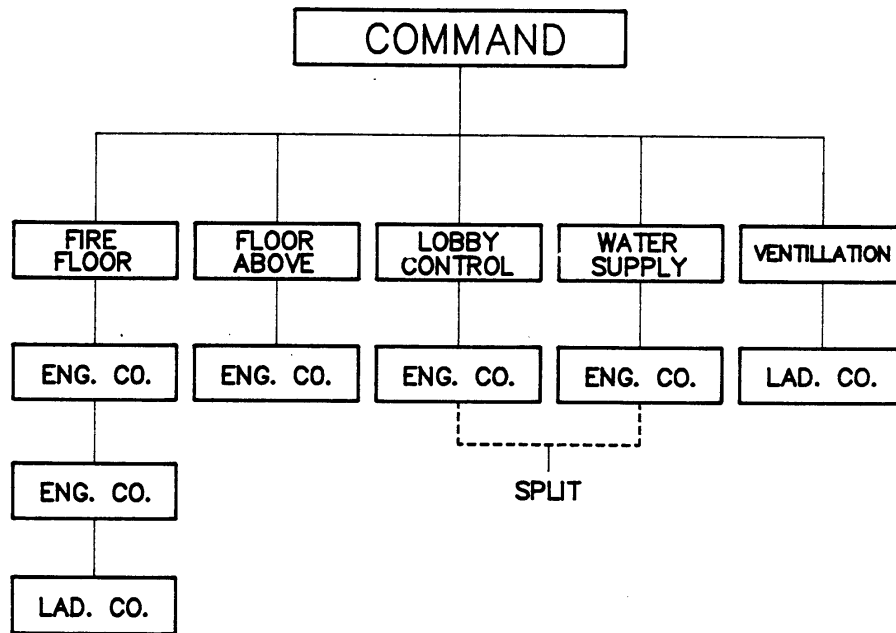 COMMAND
FIRE
FLOOR
FLOOR
ABOVE
LOBBY
CONTROL
WATER
SUPPLY
VENTILLATION
ENG. CO.
ENG. CO.
ENG. CO.
ENG. CO.
LAD. CO.
ENG. CO.
SPLIT
LAD. CO.